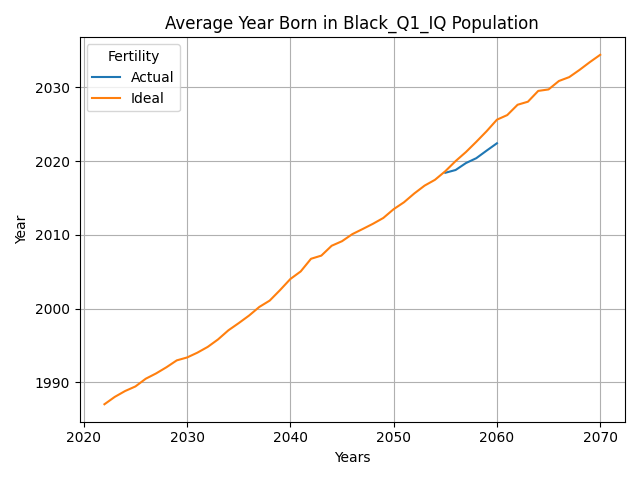 Average Year Born in Black_Q1_IQ Population
Fertility
Actual
Ideal
Year
2030
2020
2010
2000
1990
2020 2030 2040 2050 2060 2070
Years